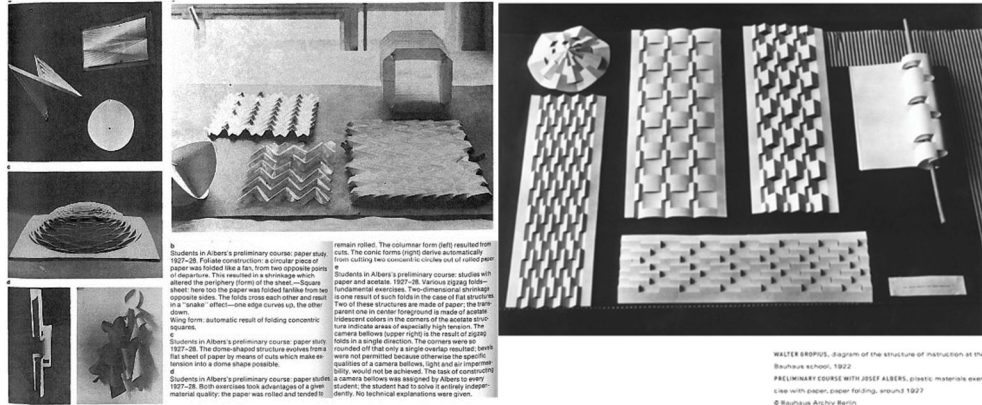 b
Students in Albers's preliminary course: paper study.
1927–28. Foliate construction: a circular piece of
paper was folded like a fan, from two opposite points
of departure. This resulted in a shrinkage which
altered the periphery (form) of the sheet.—Square
sheet: here too the paper was folded fanlike from two
opposite sides. The folds cross each other and result
in a "snake" effect—one edge curves up, the other
down.
Wing form: automatic result of folding concentric
squares.
c
Students in Albers's preliminary course: paper study.
1927–28. The dome-shaped structure evolves from a
flat sheet of paper by means of cuts which make ex-
tension into a dome shape possible.
d
Students in Albers's preliminary course: paper studies
1927–28. Both exercises took advantages of a given
material quality: the paper was rolled and tended to
remain rolled. The columnar form (left) resulted from
cuts. The conic forms (right) derive automatically
from cutting two concentric circles out of rolled paper.
e
Students in Albers's preliminary course: studies with
paper and acetate. 1927–28. Various zigzag folds—
fundamental exercises. Two-dimensional shrinkage
is one result of such folds in the case of flat structures.
Two of these structures are made of paper; the trans-
parent one in center foreground is made of acetate.
Iridescent colors in the corners of the acetate struc-
ture indicate areas of especially high tension. The
camera bellows (upper right) is the result of zigzag
folds in a single direction. The corners were so
rounded off that only a single overlap resulted; bevels
were not permitted because otherwise the specific
qualities of a camera bellows, light and air impermea-
bility, would not be achieved. The task of constructing
a camera bellows was assigned by Albers to every
student; the student had to solve it entirely indepen-
dently. No technical explanations were given.
c
d
WALTER GROPIUS, diagram of the structure of instruction at the
Bauhaus school, 1922
PRELIMINARY COURSE WITH JOSEF ALBERS, plastic materials exer-
cise with paper, paper folding, around 1927
© Bauhaus Archiv Berlin